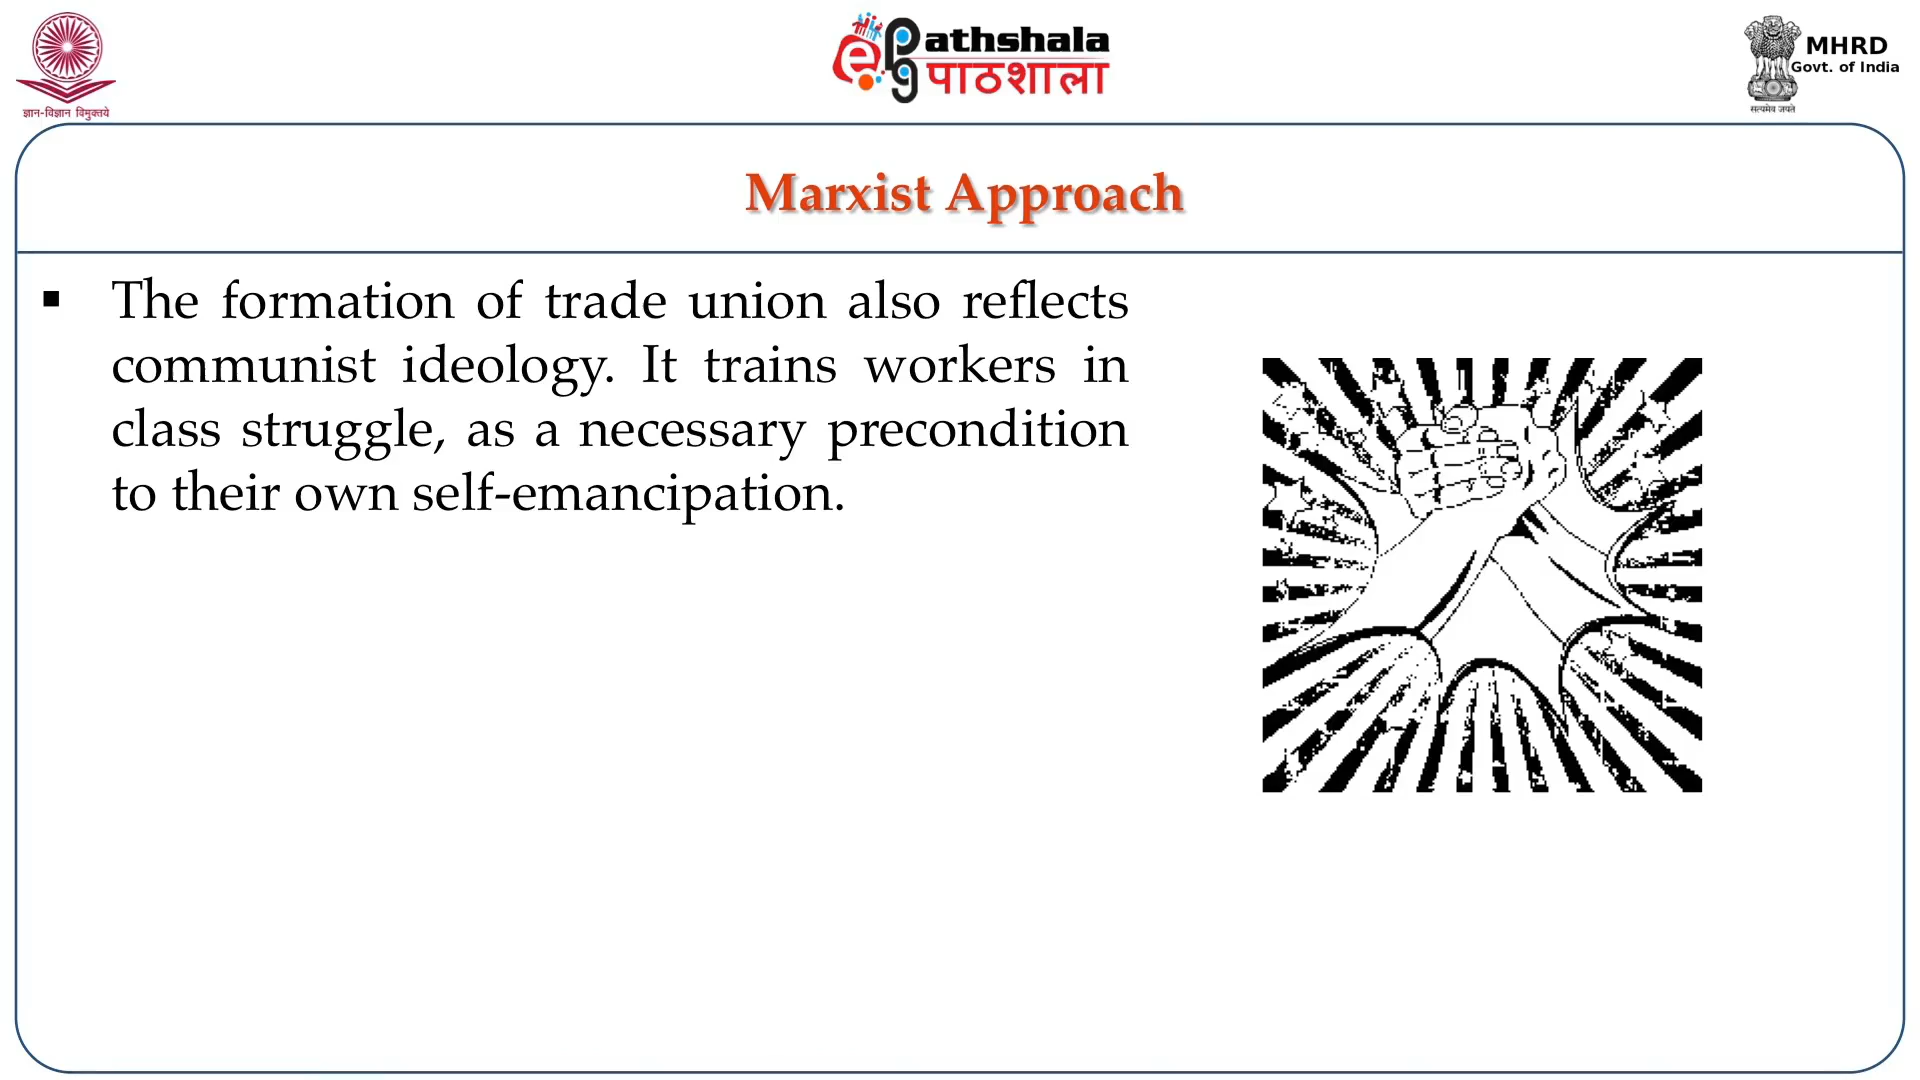 ज्ञान-विज्ञान विमुक्तये
e pg
athshala
पाठशाला
MHRD
Govt. of India
सत्यमेव जयते
Marxist Approach
▪ The formation of trade union also reflects
communist ideology. It trains workers in
class struggle, as a necessary precondition
to their own self-emancipation.